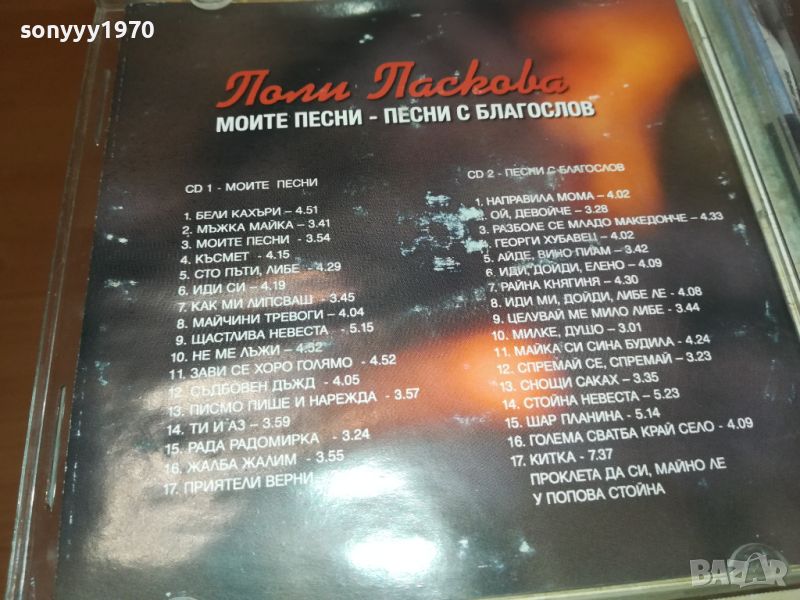 sonyyy1970
Поли Паскова
МОИТЕ ПЕСНИ - ПЕСНИ С БЛАГОСЛОВ
CD 1 - МОИТЕ ПЕСНИ
1. БЕЛИ КАХЪРИ – 4.51
2. МЪЖКА МАЙКА – 3.41
3. МОИТЕ ПЕСНИ – 3.54
4. КЪСМЕТ – 4.15
5. СТО ПЪТИ, ЛИБЕ – 4.29
6. ИДИ СИ – 4.19
7. КАК МИ ЛИПСВАШ – 3.45
8. МАЙЧИНИ ТРЕВОГИ – 4.04
9. ЩАСТЛИВА НЕВЕСТА – 5.15
10. НЕ МЕ ЛЪЖИ – 4.32
11. ЗАВИ СЕ ХОРО ГОЛЯМО – 4.52
12. СЪДБОВЕН ДЪЖД – 4.05
13. ПИСМО ПИШЕ И НАРЕЖДА – 3.57
14. ТИ И АЗ – 3.59
15. РАДА РАДОМИРКА – 3.24
16. ЖАЛБА ЖАЛИМ – 3.55
17. ПРИЯТЕЛИ ВЕРНИ
CD 2 - ПЕСНИ С БЛАГОСЛОВ
1. НАПРАВИЛА МОМА – 4.02
2. ОЙ, ДЕВОЙЧЕ – 3.28
3. РАЗБОЛЕ СЕ МЛАДО МАКЕДОНЧЕ – 4.33
4. ГЕОРГИ ХУБАВЕЦ – 4.02
5. АЙДЕ, ВИНО ПИАМ – 3.42
6. ИДИ, ДОЙДИ, ЕЛЕНО – 4.09
7. РАЙНА КНЯГИНЯ – 4.30
8. ИДИ МИ, ДОЙДИ, ЛИБЕ ЛЕ – 4.08
9. ЦЕЛУВАЙ МЕ МИЛО ЛИБЕ – 3.44
10. МИЛКЕ, ДУШО – 3.01
11. МАЙКА СИ СИНА БУДИЛА – 4.24
12. СПРЕМАЙ СЕ, СПРЕМАЙ – 3.23
13. СНОЩИ САКАХ – 3.35
14. СТОЙНА НЕВЕСТА – 5.23
15. ШАР ПЛАНИНА - 5.14
16. ГОЛЕМА СВАТБА КРАЙ СЕЛО - 4.09
17. КИТКА - 7.37
ПРОКЛЕТА ДА СИ, МАЙНО ЛЕ
У ПОПОВА СТОЙНА
BAZAR